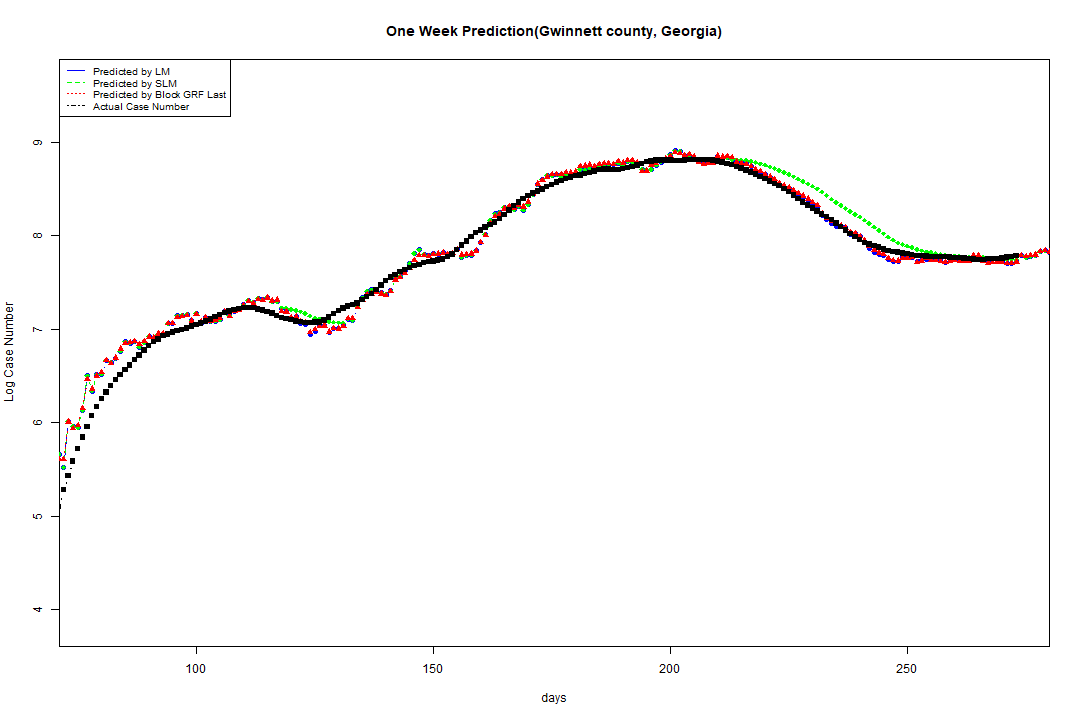 One Week Prediction(Gwinnett county, Georgia)
Predicted by LM
Predicted by SLM
Predicted by Block GRF Last
Actual Case Number
9
8
7
6
5
4
Log Case Number
100 150 200 250
days